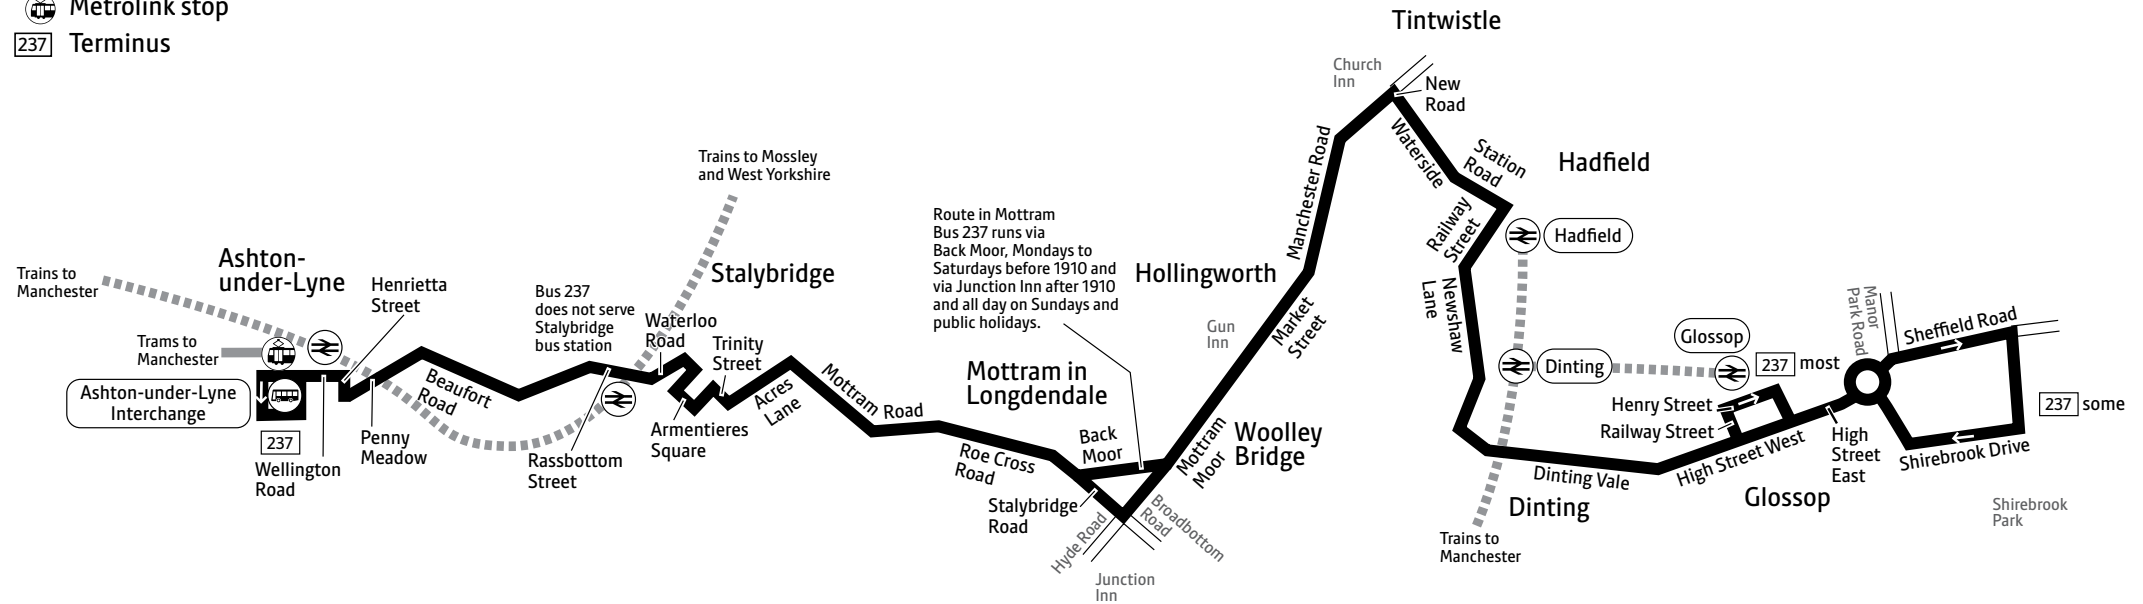 Metrolink stop
237 Terminus
Tintwistle
Church
Inn
New
Road
Manchester Road
Waterside
Station
Road
Hadfield
Railway
Street
Hadfield
Trains to Mossley
and West Yorkshire
Route in Mottram
Bus 237 runs via
Back Moor, Mondays to
Saturdays before 1910 and
via Junction Inn after 1910
and all day on Sundays and
public holidays.
Ashton-
under-Lyne
Trains to
Manchester
Henrietta
Street
Trams to
Manchester
Ashton-under-Lyne
Interchange
237
Wellington
Road
Penny
Meadow
Beaufort
Road
Bus 237
does not serve
Stalybridge
bus station
Stalybridge
Waterloo
Road
Trinity
Street
Rassbottom
Street
Armentieres
Square
Acres
Lane
Mottram Road
Hollingworth
Gun
Inn
Market
Street
Mottram in
Longdendale
Back
Moor
Roe Cross
Road
Stalybridge
Road
Hyde Road
Junction
Inn
Broadbottom
Road
Mottram
Moor
Woolley
Bridge
Newshaw
Lane
Dinting
Dinting Vale
Dinting
Trains to
Manchester
Glossop
237 most
Henry Street
Railway Street
High Street West
Glossop
High
Street
East
Manor
Park Road
Sheffield Road
237 some
Shirebrook Drive
Shirebrook
Park